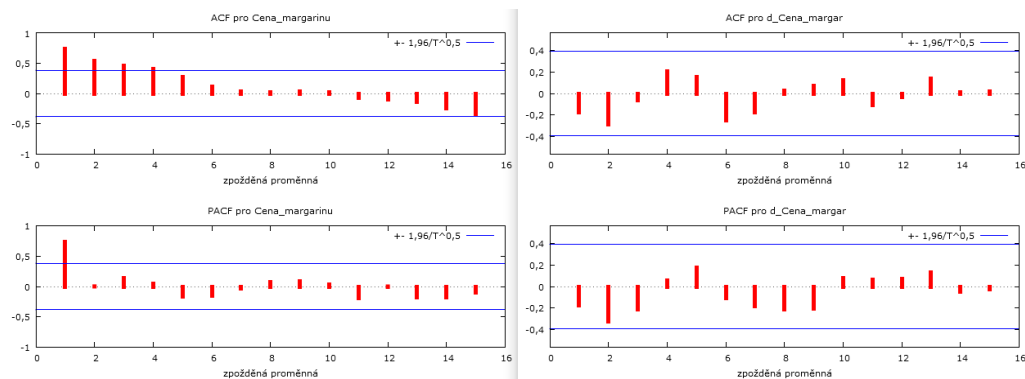 ACF pro Cena_margarinu
+- 1,96/T^0,5
1
0,5
0
-0,5
-1
0 2 4 6 8 10 12 14 16
zpožděná proměnná
PACF pro Cena_margarinu
+- 1,96/T^0,5
1
0,5
0
-0,5
-1
0 2 4 6 8 10 12 14 16
zpožděná proměnná
ACF pro d_Cena_margar
+- 1,96/T^0,5
0,4
0,2
0
-0,2
-0,4
0 2 4 6 8 10 12 14 16
zpožděná proměnná
PACF pro d_Cena_margar
+- 1,96/T^0,5
0,4
0,2
0
-0,2
-0,4
0 2 4 6 8 10 12 14 16
zpožděná proměnná